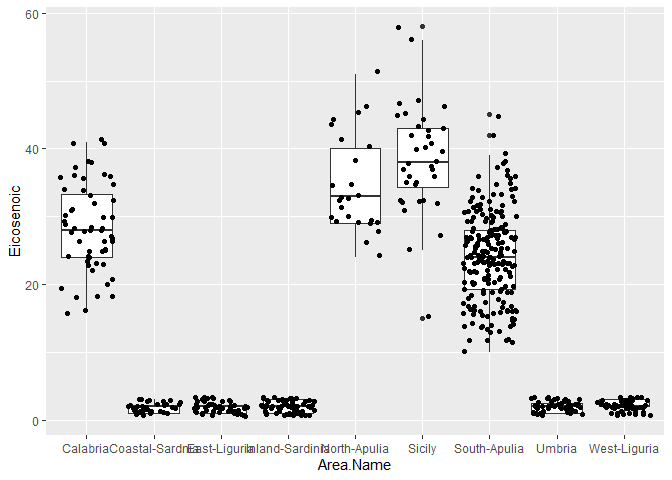 60
40
20
0
Eicosenoic
Calabria Coastal-Sardinia East-Liguria Inland-Sardinia North-Apulia Sicily South-Apulia Umbria West-Liguria
Area.Name